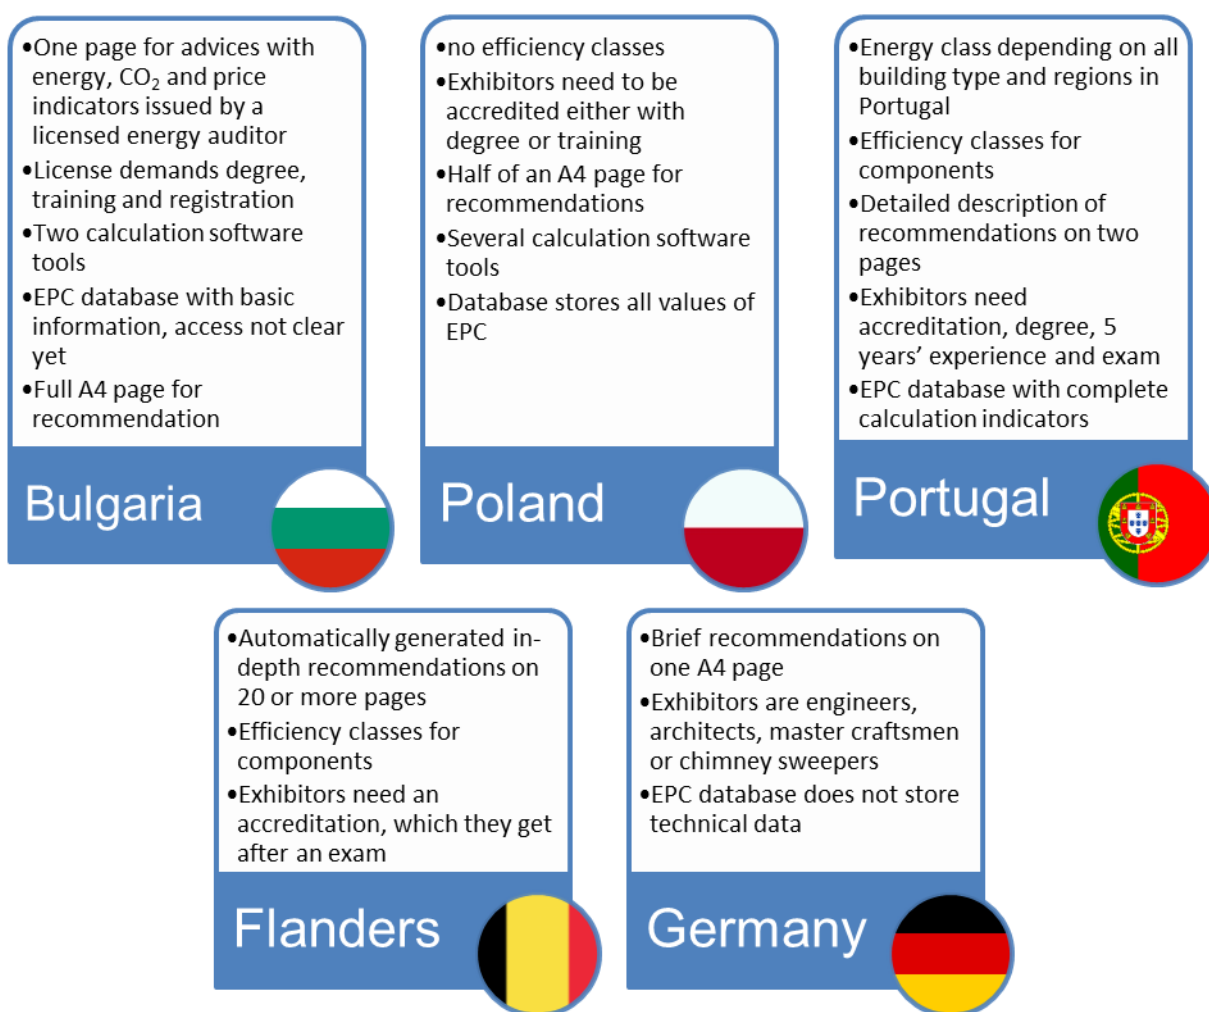 •One page for advices with
energy, CO₂ and price
indicators issued by a
licensed energy auditor
•License demands degree,
training and registration
•Two calculation software
tools
•EPC database with basic
information, access not clear
yet
•Full A4 page for
recommendation
Bulgaria
•no efficiency classes
•Exhibitors need to be
accredited either with
degree or training
•Half of an A4 page for
recommendations
•Several calculation software
tools
•Database stores all values of
EPC
Poland
•Energy class depending on all
building type and regions in
Portugal
•Efficiency classes for
components
•Detailed description of
recommendations on two
pages
•Exhibitors need
accreditation, degree, 5
years’ experience and exam
•EPC database with complete
calculation indicators
Portugal
•Automatically generated in-
depth recommendations on
20 or more pages
•Efficiency classes for
components
•Exhibitors need an
accreditation, which they get
after an exam
Flanders
•Brief recommendations on
one A4 page
•Exhibitors are engineers,
architects, master craftsmen
or chimney sweepers
•EPC database does not store
technical data
Germany